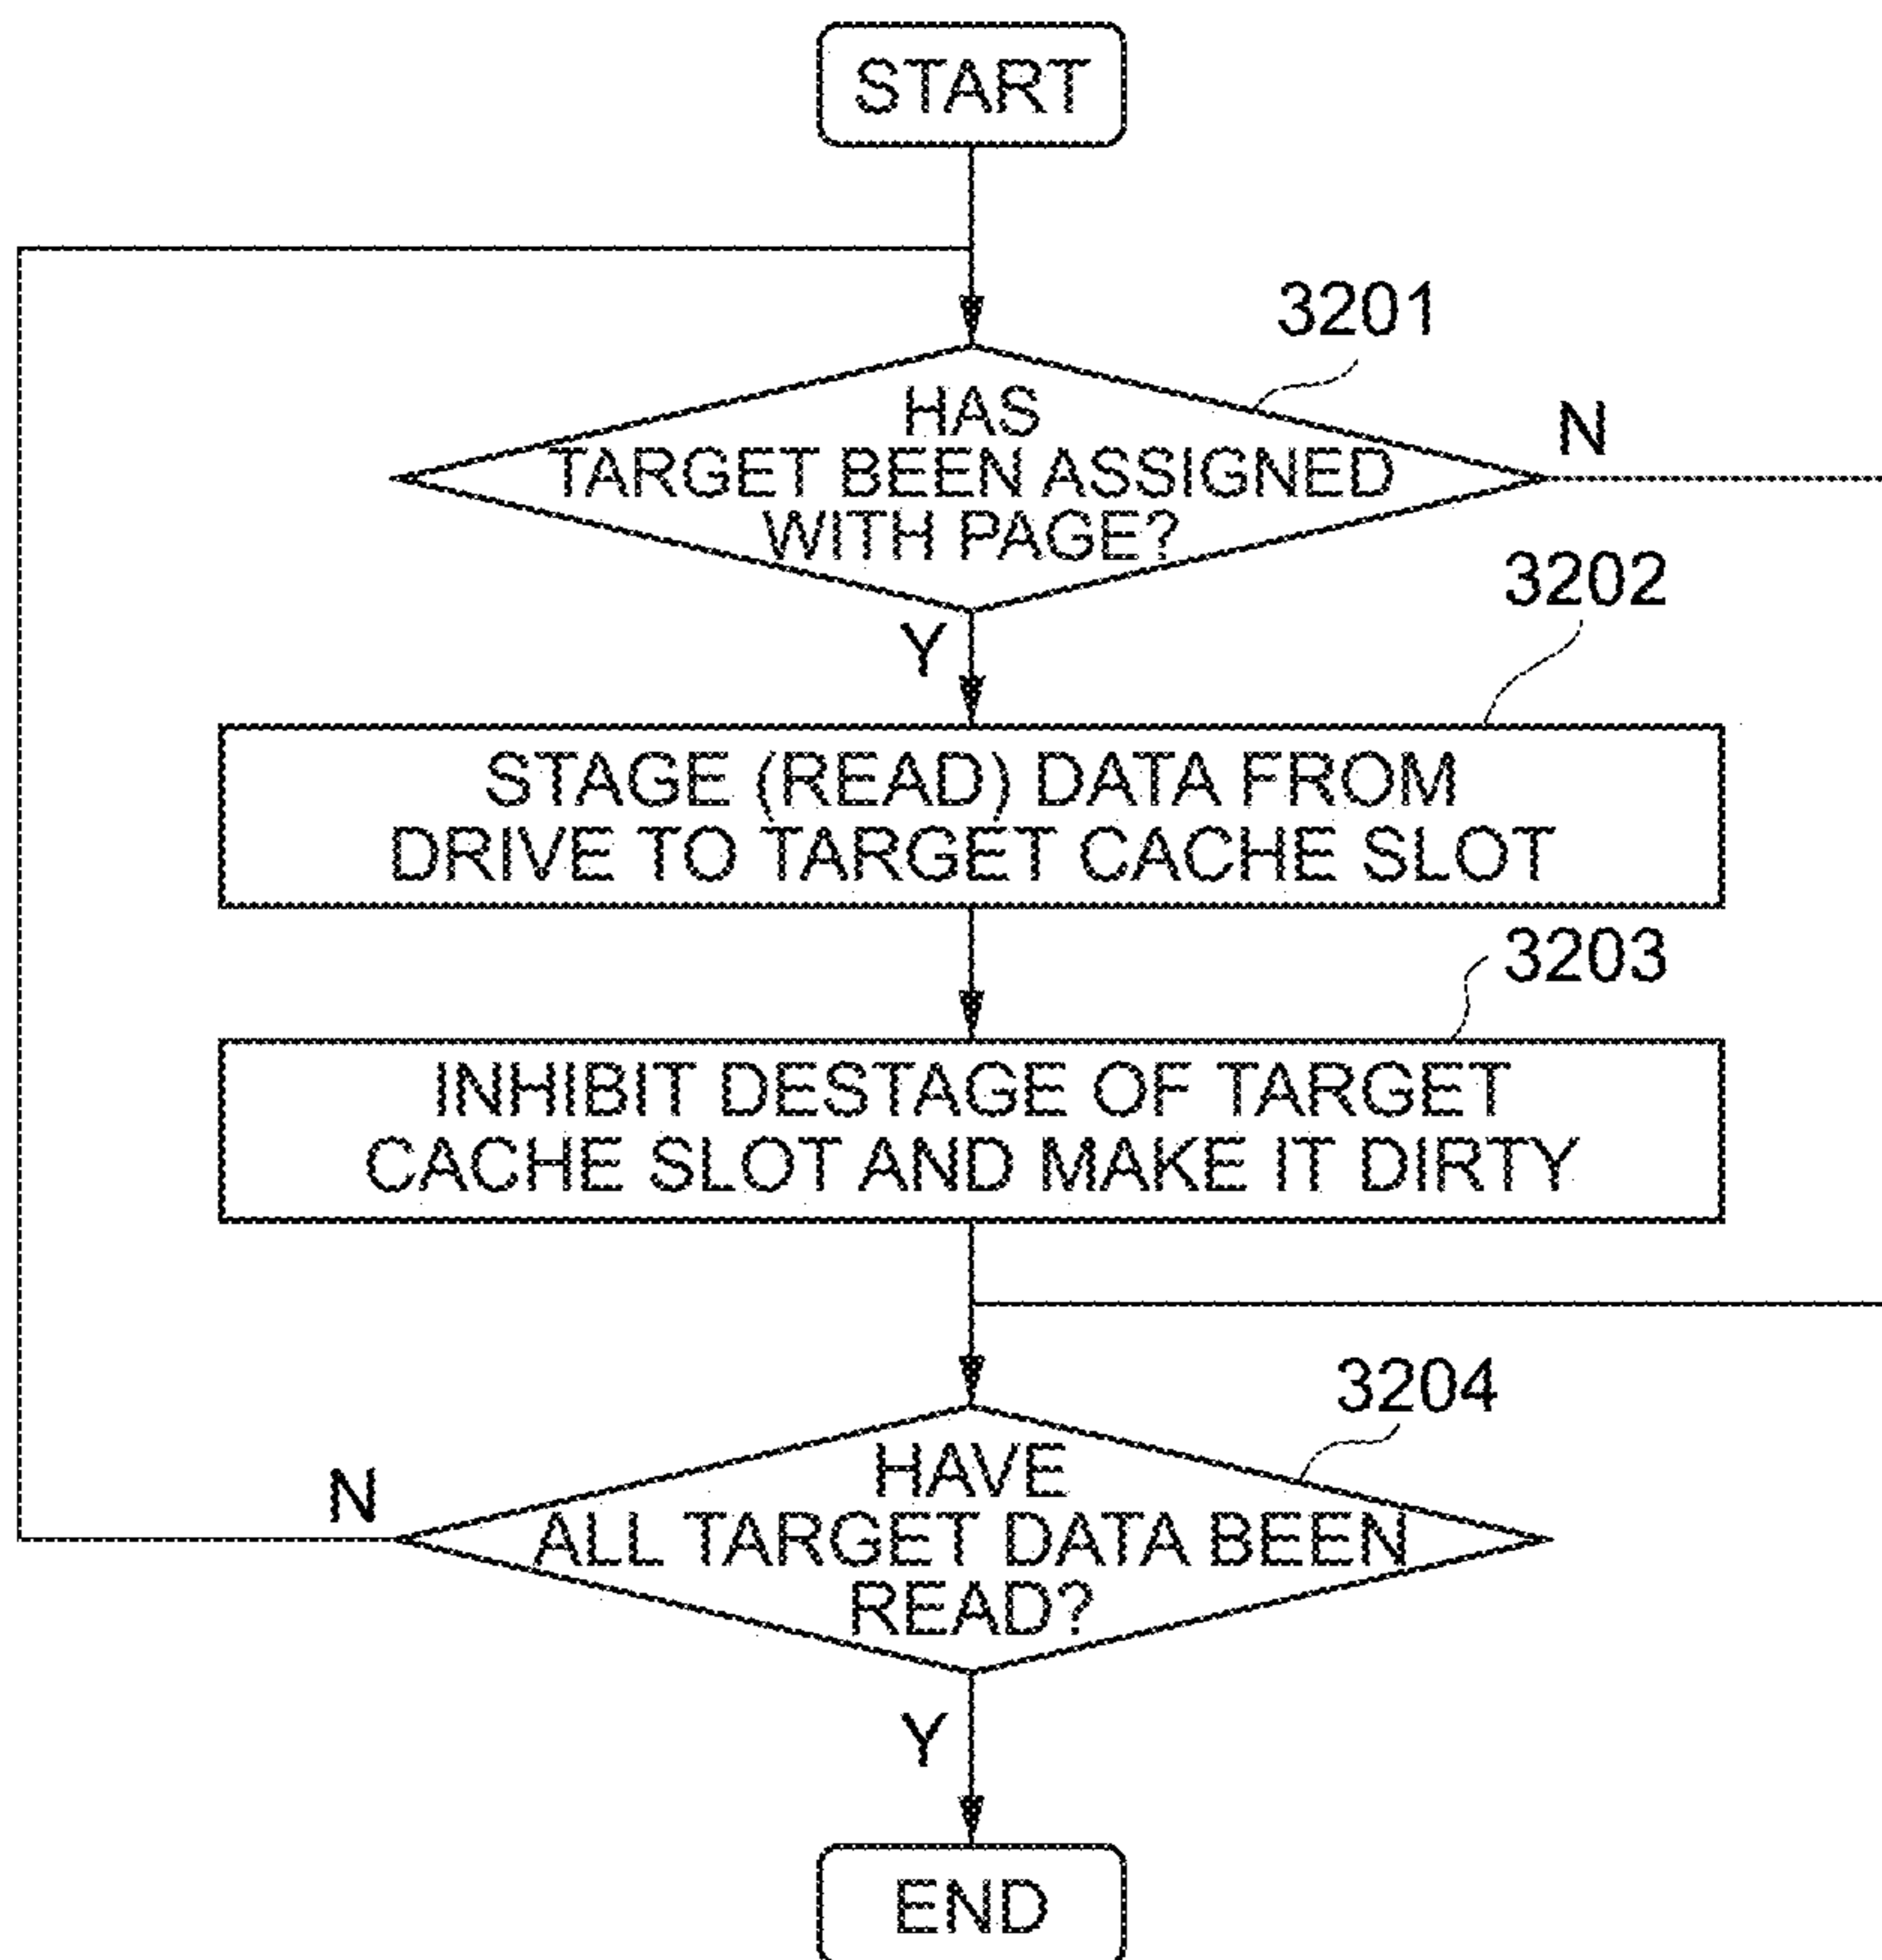 START
3201
HAS
TARGET BEEN ASSIGNED
WITH PAGE?
N
Y
3202
STAGE (READ) DATA FROM
DRIVE TO TARGET CACHE SLOT
3203
INHIBIT DESTAGE OF TARGET
CACHE SLOT AND MAKE IT DIRTY
3204
HAVE
ALL TARGET DATA BEEN
READ?
N
Y
END